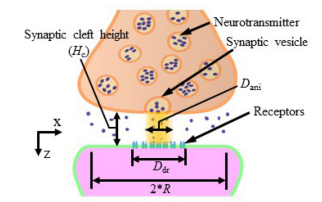 Neurotransmitter
Synaptic cleft height
(Hc)
Synaptic vesicle
Dani
Receptors
x
z
Ddr
2*R